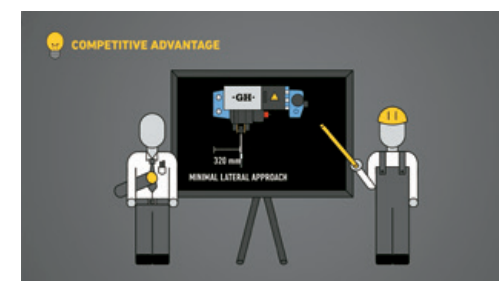 COMPETITIVE ADVANTAGE
·GH·
320 mm
MINIMAL LATERAL APPROACH